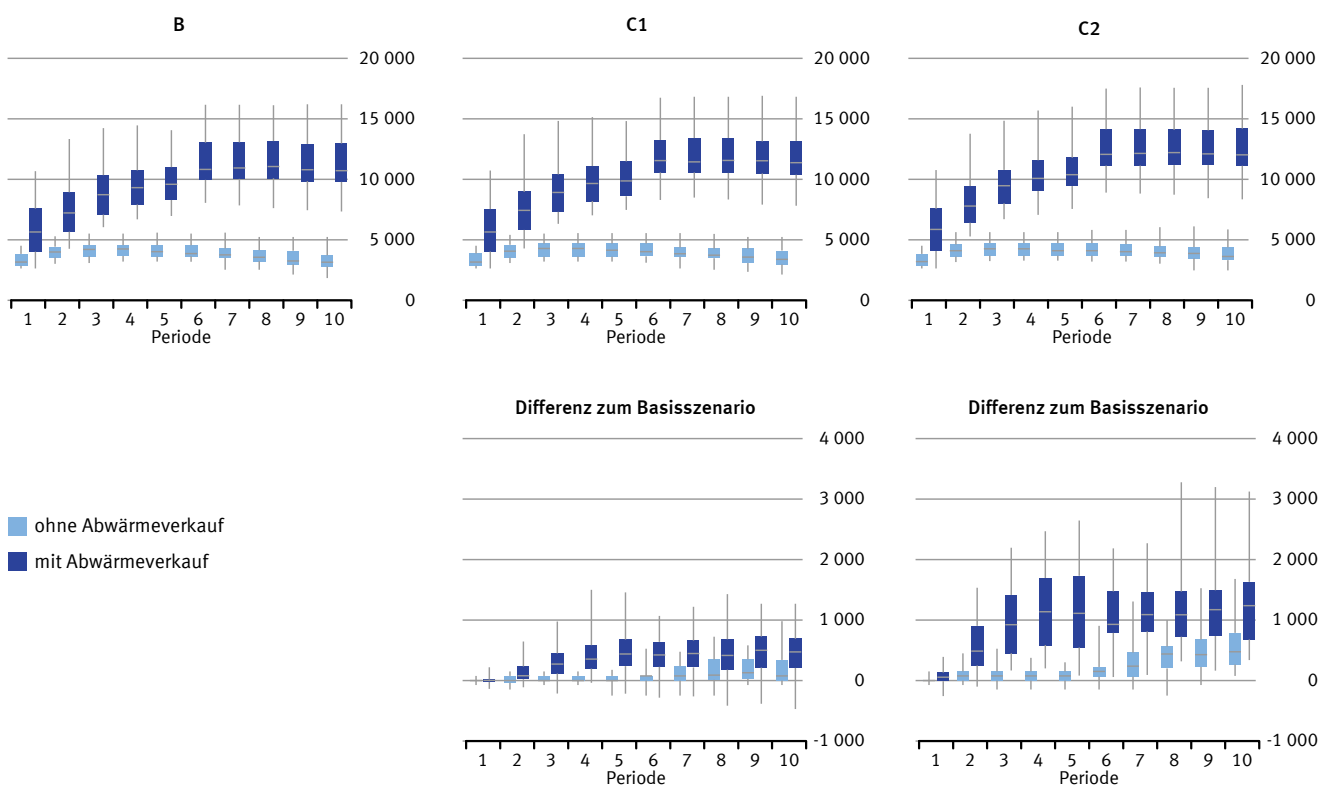 B
20 000
15 000
10 000
5 000
0
1 2 3 4 5 6 7 8 9 10
Periode
C1
20 000
15 000
10 000
5 000
0
1 2 3 4 5 6 7 8 9 10
Periode
C2
20 000
15 000
10 000
5 000
0
1 2 3 4 5 6 7 8 9 10
Periode
ohne Abwärmeverkauf
mit Abwärmeverkauf
Differenz zum Basisszenario
4 000
3 000
2 000
1 000
0
-1 000
1 2 3 4 5 6 7 8 9 10
Periode
Differenz zum Basisszenario
4 000
3 000
2 000
1 000
0
-1 000
1 2 3 4 5 6 7 8 9 10
Periode